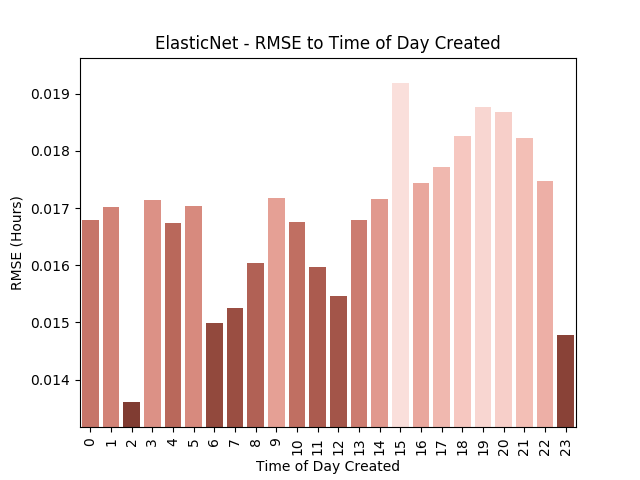 ElasticNet - RMSE to Time of Day Created
RMSE (Hours)
0.019
0.018
0.017
0.016
0.015
0.014
0 1 2 3 4 5 6 7 8 9 10 11 12 13 14 15 16 17 18 19 20 21 22 23
Time of Day Created